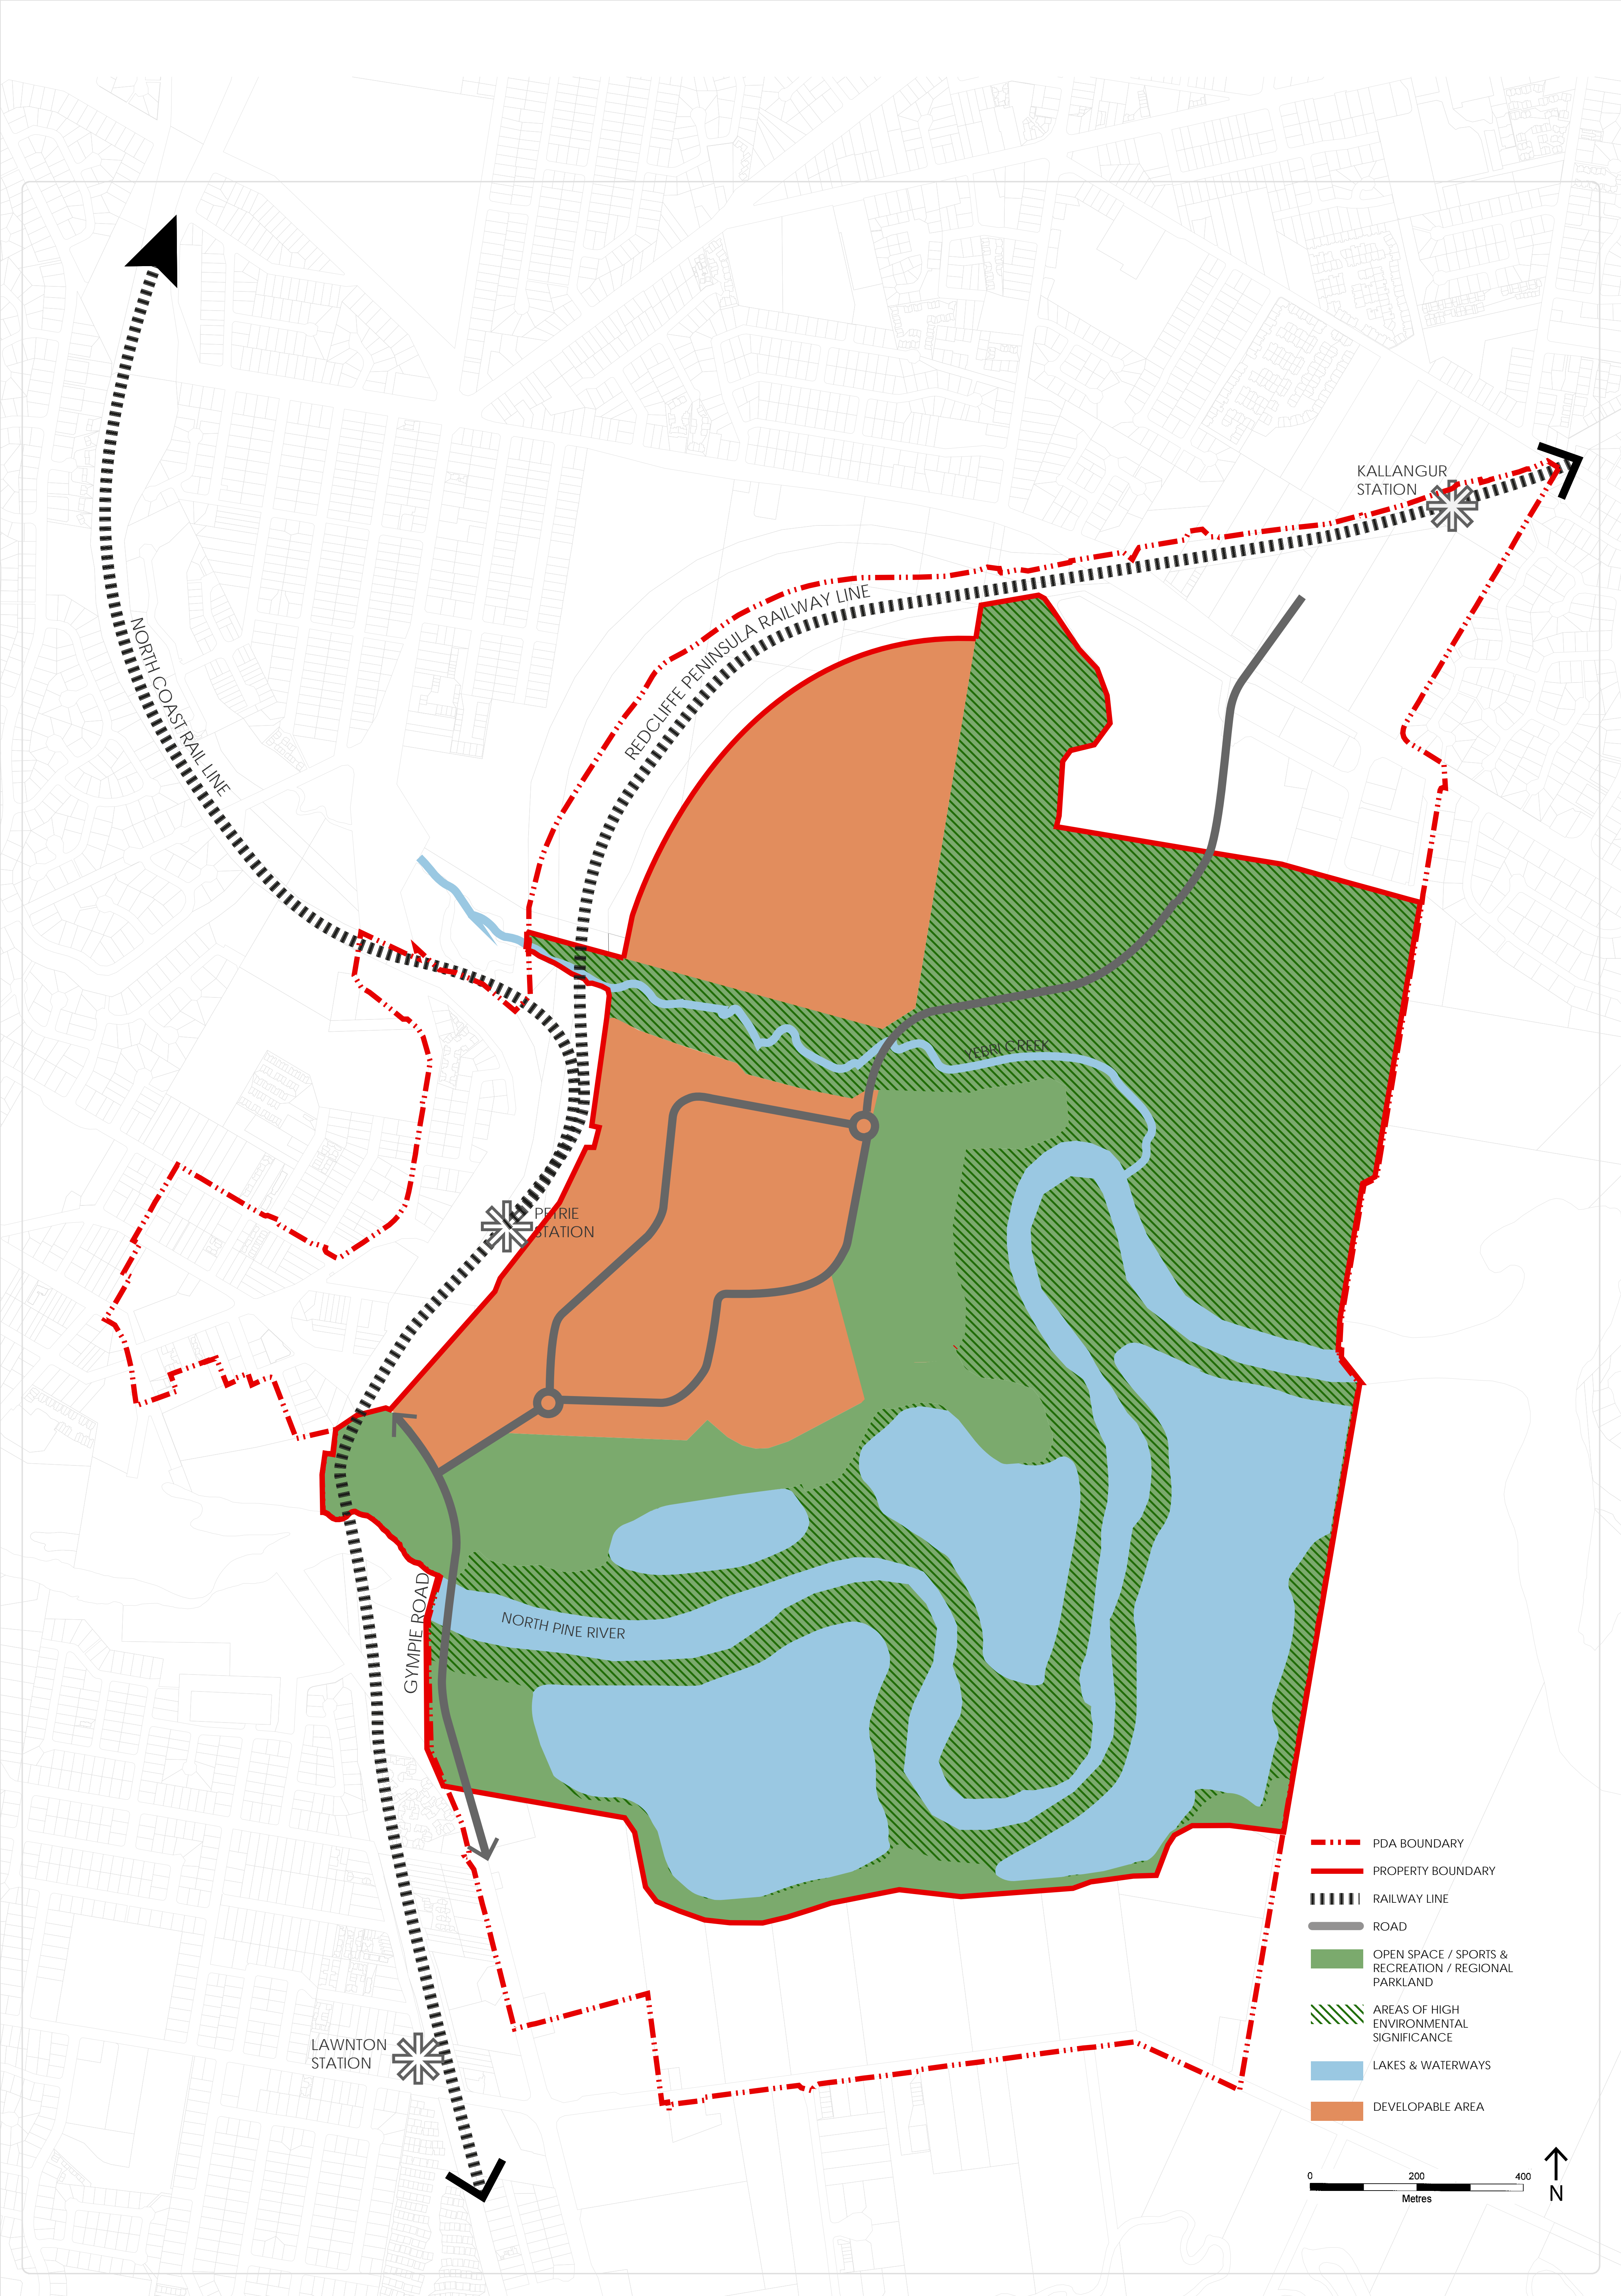 KALLANGUR
STATION
REDCLIFFE PENINSULA RAILWAY LINE
NORTH COAST RAIL LINE
YEBRI CREEK
PETRIE
STATION
GYMPIE ROAD
NORTH PINE RIVER
LAWNTON
STATION
PDA BOUNDARY
PROPERTY BOUNDARY
RAILWAY LINE
ROAD
OPEN SPACE / SPORTS &
RECREATION / REGIONAL
PARKLAND
AREAS OF HIGH
ENVIRONMENTAL
SIGNIFICANCE
LAKES & WATERWAYS
DEVELOPABLE AREA
0 200 400
Metres
N